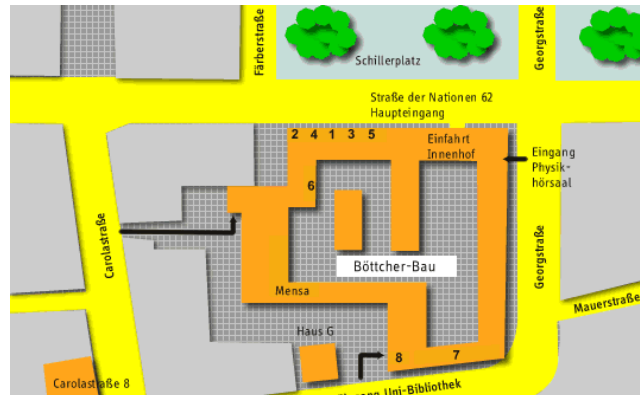 Färberstraße
Schillerplatz
Georgstraße
Straße der Nationen 62
Haupteingang
2 4 1 3 5
Einfahrt
Innenhof
Eingang
Physik-
hörsaal
6
Carolastraße
Böttcher-Bau
Georgstraße
Mensa
Mauerstraße
Haus G
8
7
Carolastraße 8
Uni-Bibliothek